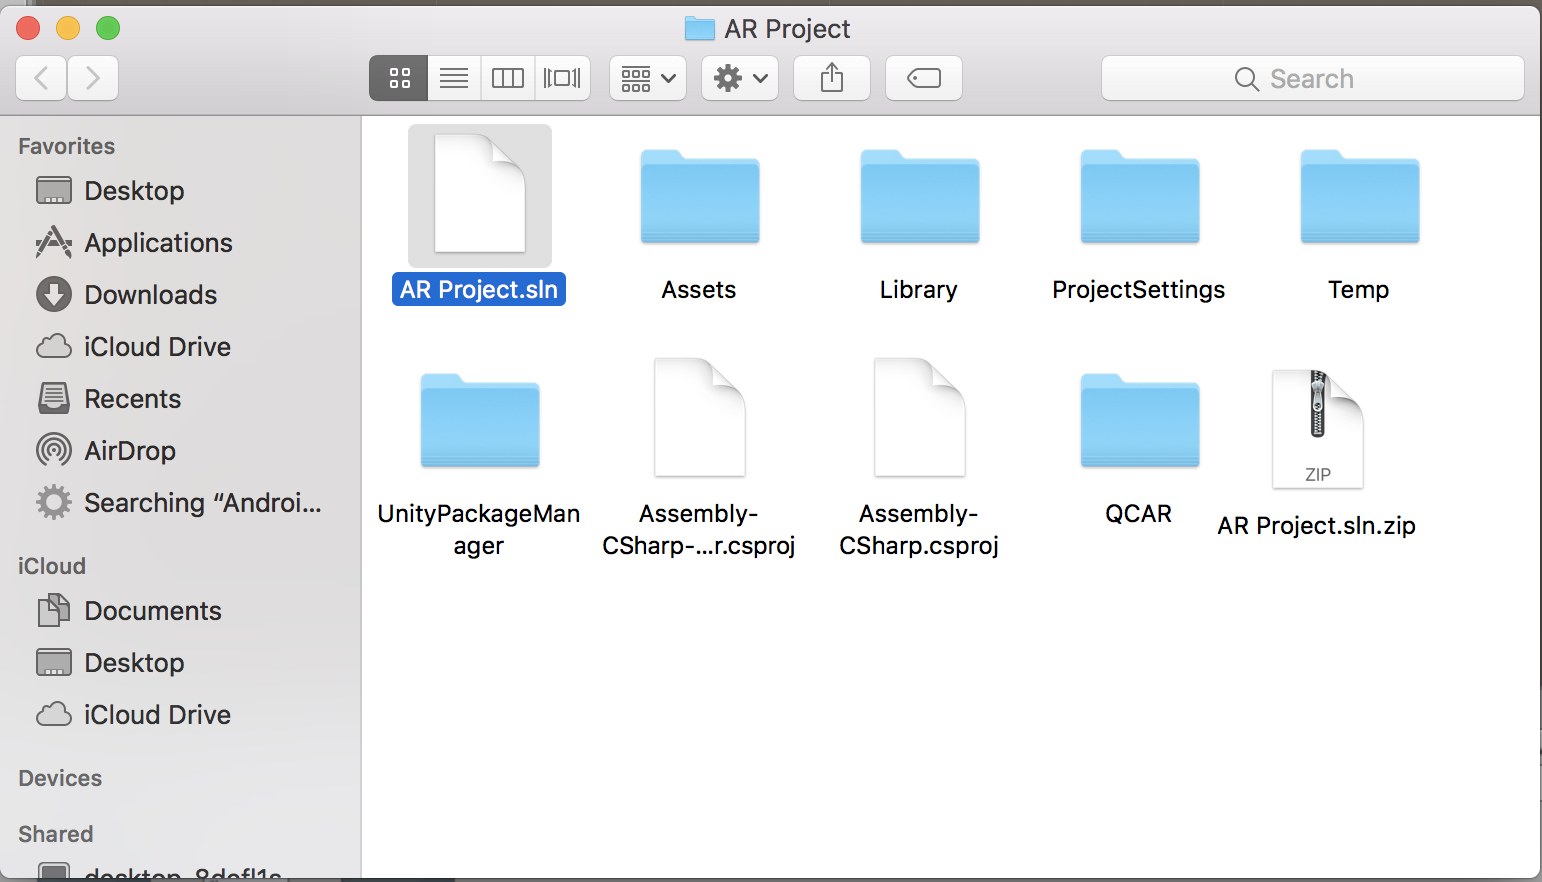 AR Project
Search
Favorites
Desktop
Applications
Downloads
iCloud Drive
Recents
AirDrop
Searching “Androi...
iCloud
Documents
Desktop
iCloud Drive
Devices
Shared
AR Project.sln
Assets
Library
ProjectSettings
Temp
UnityPackageMan
ager
Assembly-
CSharp-...r.csproj
Assembly-
CSharp.csproj
QCAR
ZIP
AR Project.sln.zip